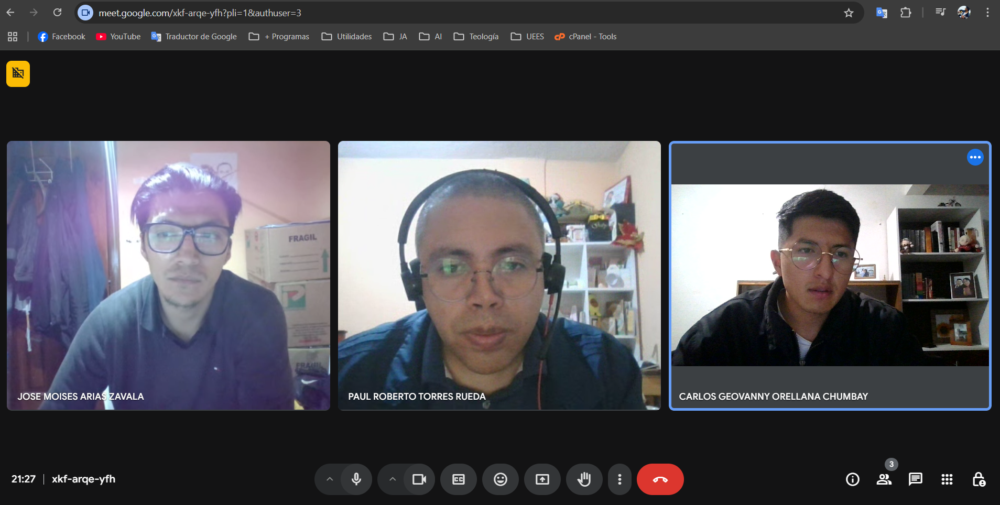 meet.google.com/xkf-arqe-yfh?pli=1&authuser=3
Facebook
YouTube
Traductor de Google
+ Programas
Utilidades
JA
AI
Teología
UEES
cPanel - Tools
FRAGIL
FRAGIL
JOSE MOISES ARIAS ZAVALA
PAUL ROBERTO TORRES RUEDA
CARLOS GEOVANNY ORELLANA CHUMBAY
21:27
xkf-arqe-yfh
CC
3